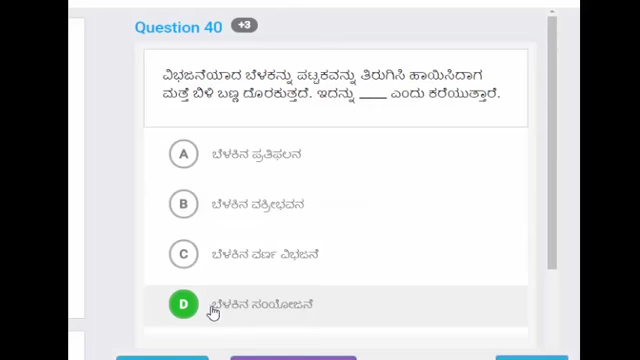 Question 40 +3
ವಿಭಜನೆಯಾದ ಬೆಳಕನ್ನು ಪಟ್ಟಕವನ್ನು ತಿರುಗಿಸಿ ಹಾಯಿಸಿದಾಗ
ಮತ್ತೆ ಬಿಳಿ ಬಣ್ಣ ದೊರಕುತ್ತದೆ. ಇದನ್ನು ____ ಎಂದು ಕರೆಯುತ್ತಾರೆ.
A ಬೆಳಕಿನ ಪ್ರತಿಫಲನ
B ಬೆಳಕಿನ ವಕ್ರೀಭವನ
C ಬೆಳಕಿನ ವರ್ಣ ವಿಭಜನೆ
D ಬೆಳಕಿನ ಸಂಯೋಜನೆ